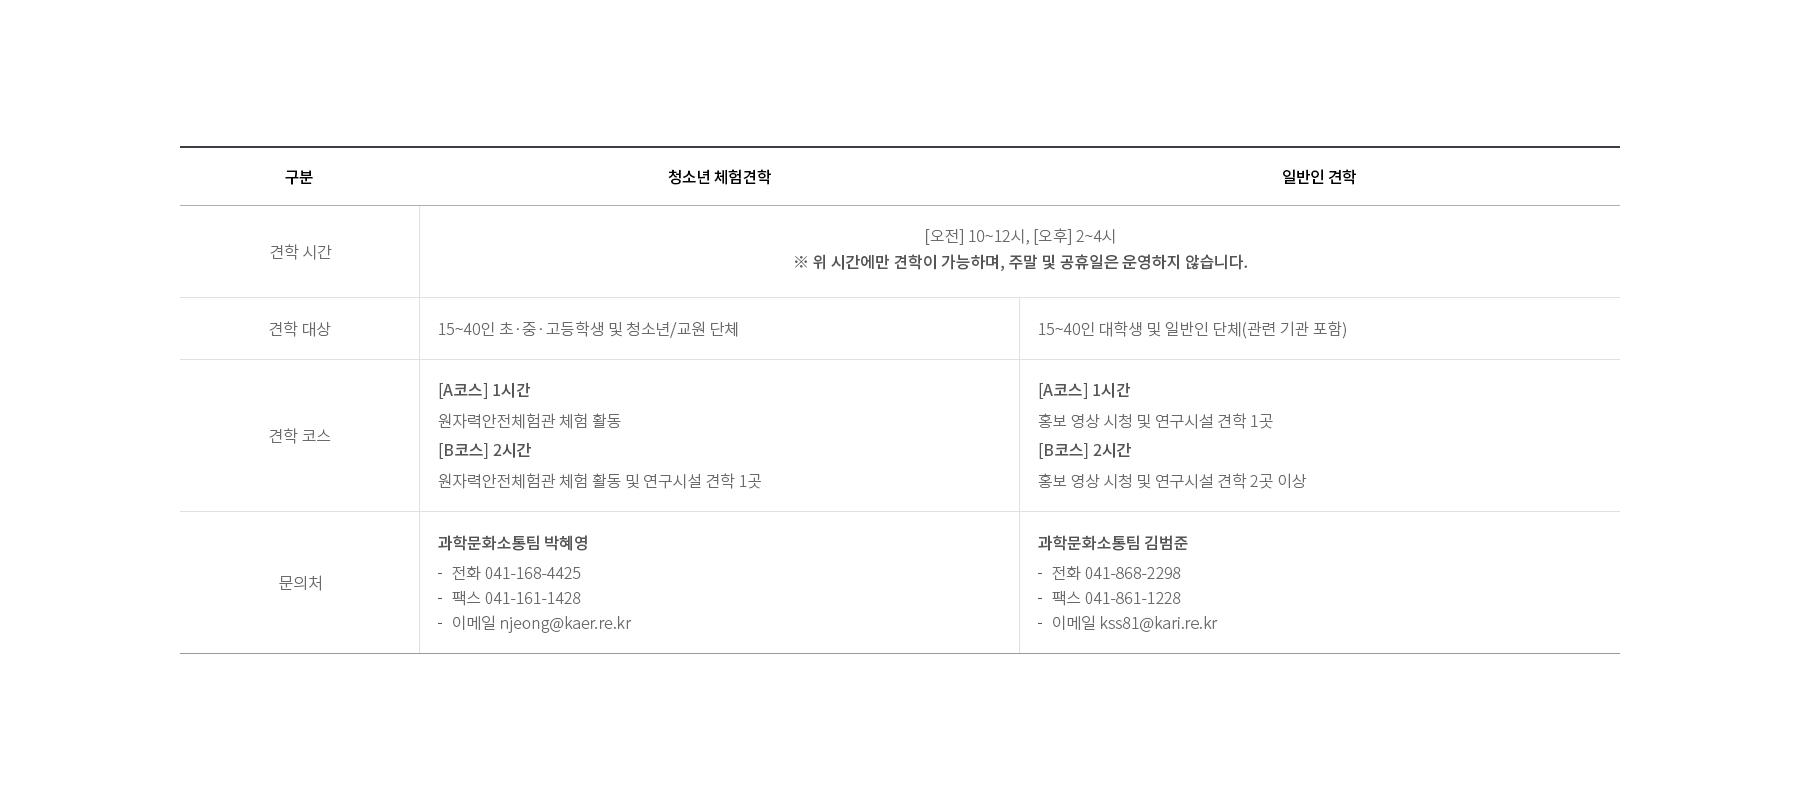 구분 청소년 체험견학 일반인 견학
견학 시간
[오전] 10~12시, [오후] 2~4시
※ 위 시간에만 견학이 가능하며, 주말 및 공휴일은 운영하지 않습니다.
견학 대상
15~40인 초·중·고등학생 및 청소년/교원 단체
15~40인 대학생 및 일반인 단체(관련 기관 포함)
견학 코스
[A코스] 1시간
원자력안전체험관 체험 활동
[B코스] 2시간
원자력안전체험관 체험 활동 및 연구시설 견학 1곳
[A코스] 1시간
홍보 영상 시청 및 연구시설 견학 1곳
[B코스] 2시간
홍보 영상 시청 및 연구시설 견학 2곳 이상
문의처
과학문화소통팀 박혜영
- 전화 041-168-4425
- 팩스 041-161-1428
- 이메일 njeong@kaer.re.kr
과학문화소통팀 김범준
- 전화 041-868-2298
- 팩스 041-861-1228
- 이메일 kss81@kari.re.kr